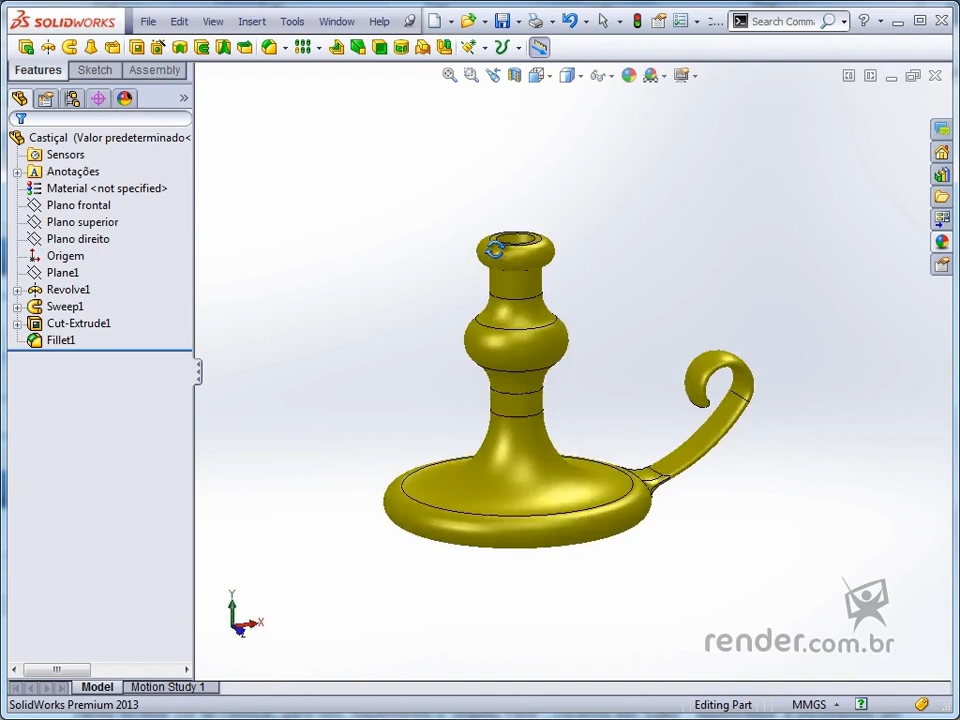 SOLIDWORKS
File Edit View Insert Tools Window Help
Search Comma
Features Sketch Assembly
Castiçal (Valor predeterminado<
Sensors
Anotações
Material <not specified>
Plano frontal
Plano superior
Plano direito
Origem
Plane1
Revolve1
Sweep1
Cut-Extrude1
Fillet1
Y
X
Z
render.com.br
Model Motion Study 1
SolidWorks Premium 2013 Editing Part MMGS